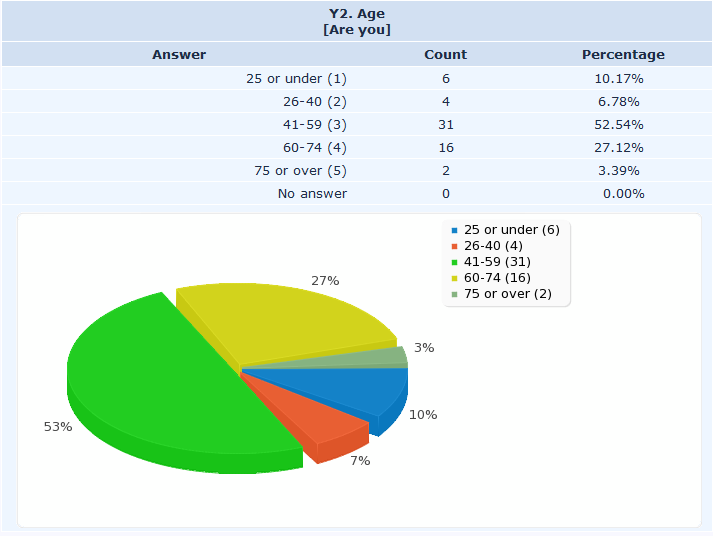 Y2. Age
[Are you]
Answer Count Percentage
25 or under (1) 6 10.17%
26-40 (2) 4 6.78%
41-59 (3) 31 52.54%
60-74 (4) 16 27.12%
75 or over (5) 2 3.39%
No answer 0 0.00%
25 or under (6)
26-40 (4)
41-59 (31)
60-74 (16)
75 or over (2)
27%
3%
10%
53%
7%